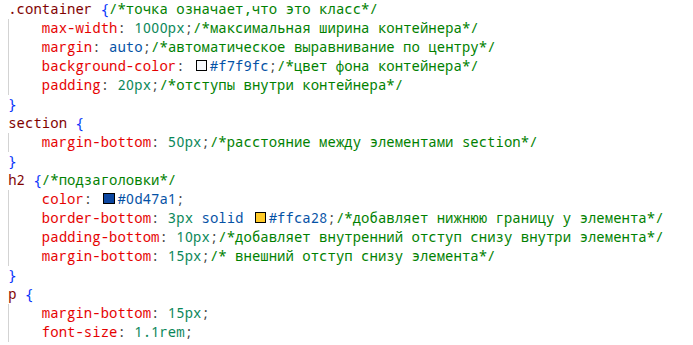 .container {/*точка означает,что это класс*/
max-width: 1000px;/*максимальная ширина контейнера*/
margin: auto;/*автоматическое выравнивание по центру*/
background-color: #f7f9fc;/*цвет фона контейнера*/
padding: 20px;/*отступы внутри контейнера*/
}
section {
margin-bottom: 50px;/*расстояние между элементами section*/
}
h2 {/*подзаголовки*/
color: #0d47a1;
border-bottom: 3px solid #ffca28;/*добавляет нижнюю границу у элемента*/
padding-bottom: 10px;/*добавляет внутренний отступ снизу внутри элемента*/
margin-bottom: 15px;/* внешний отступ снизу элемента*/
}
p {
margin-bottom: 15px;
font-size: 1.1rem;